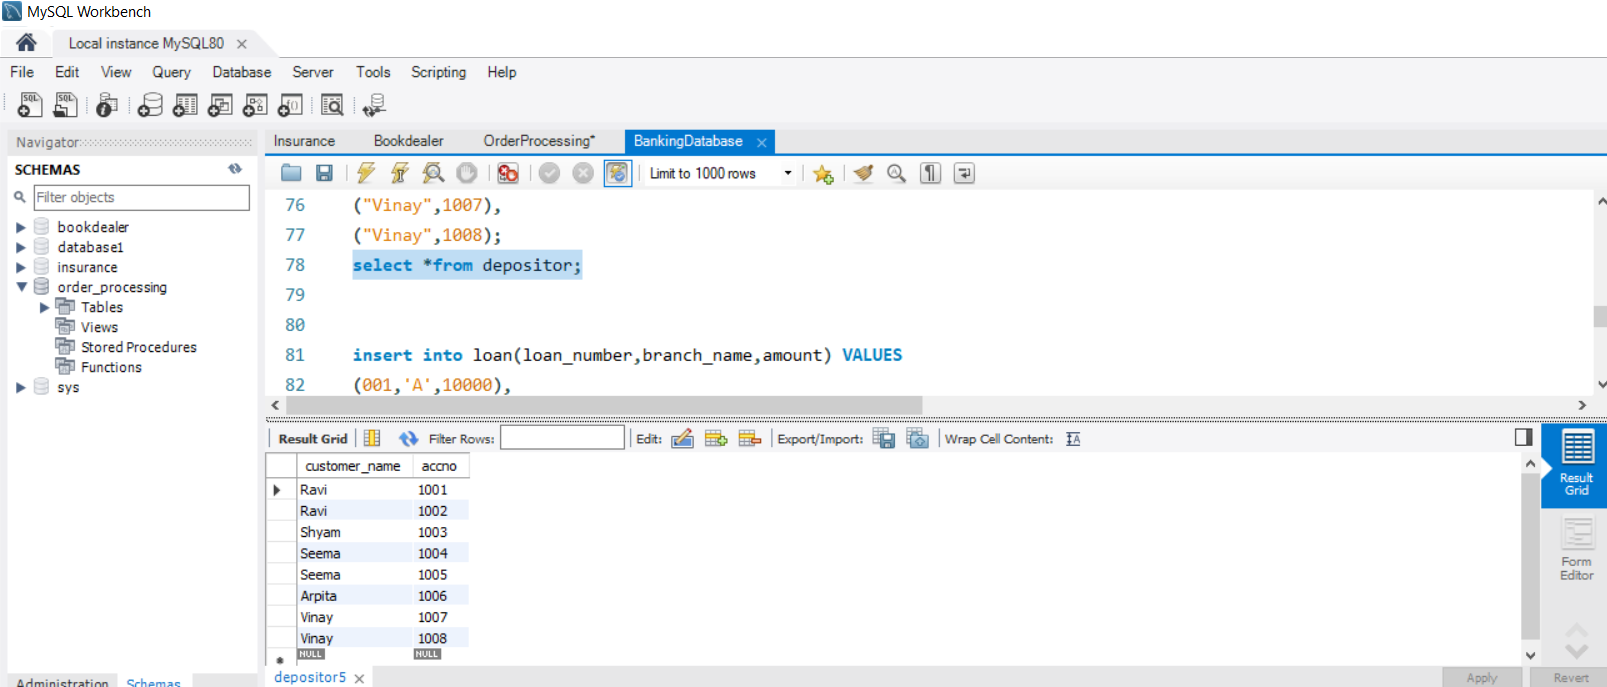 MySQL Workbench
Local instance MySQL80
File Edit View Query Database Server Tools Scripting Help
Navigator
SCHEMAS
Filter objects
bookdealer
database1
insurance
order_processing
Tables
Views
Stored Procedures
Functions
sys
Administration Schemas
Insurance Bookdealer OrderProcessing* BankingDatabase
Limit to 1000 rows
76 ("Vinay",1007),
77 ("Vinay",1008);
78 select *from depositor;
79
80
81 insert into loan(loan_number,branch_name,amount) VALUES
82 (001,'A',10000),
Result Grid Filter Rows: Edit: Export/Import: Wrap Cell Content:
customer_name accno
Ravi 1001
Ravi 1002
Shyam 1003
Seema 1004
Seema 1005
Arpita 1006
Vinay 1007
Vinay 1008
NULL NULL
depositor5
Result
Grid
Form
Editor
Apply Revert